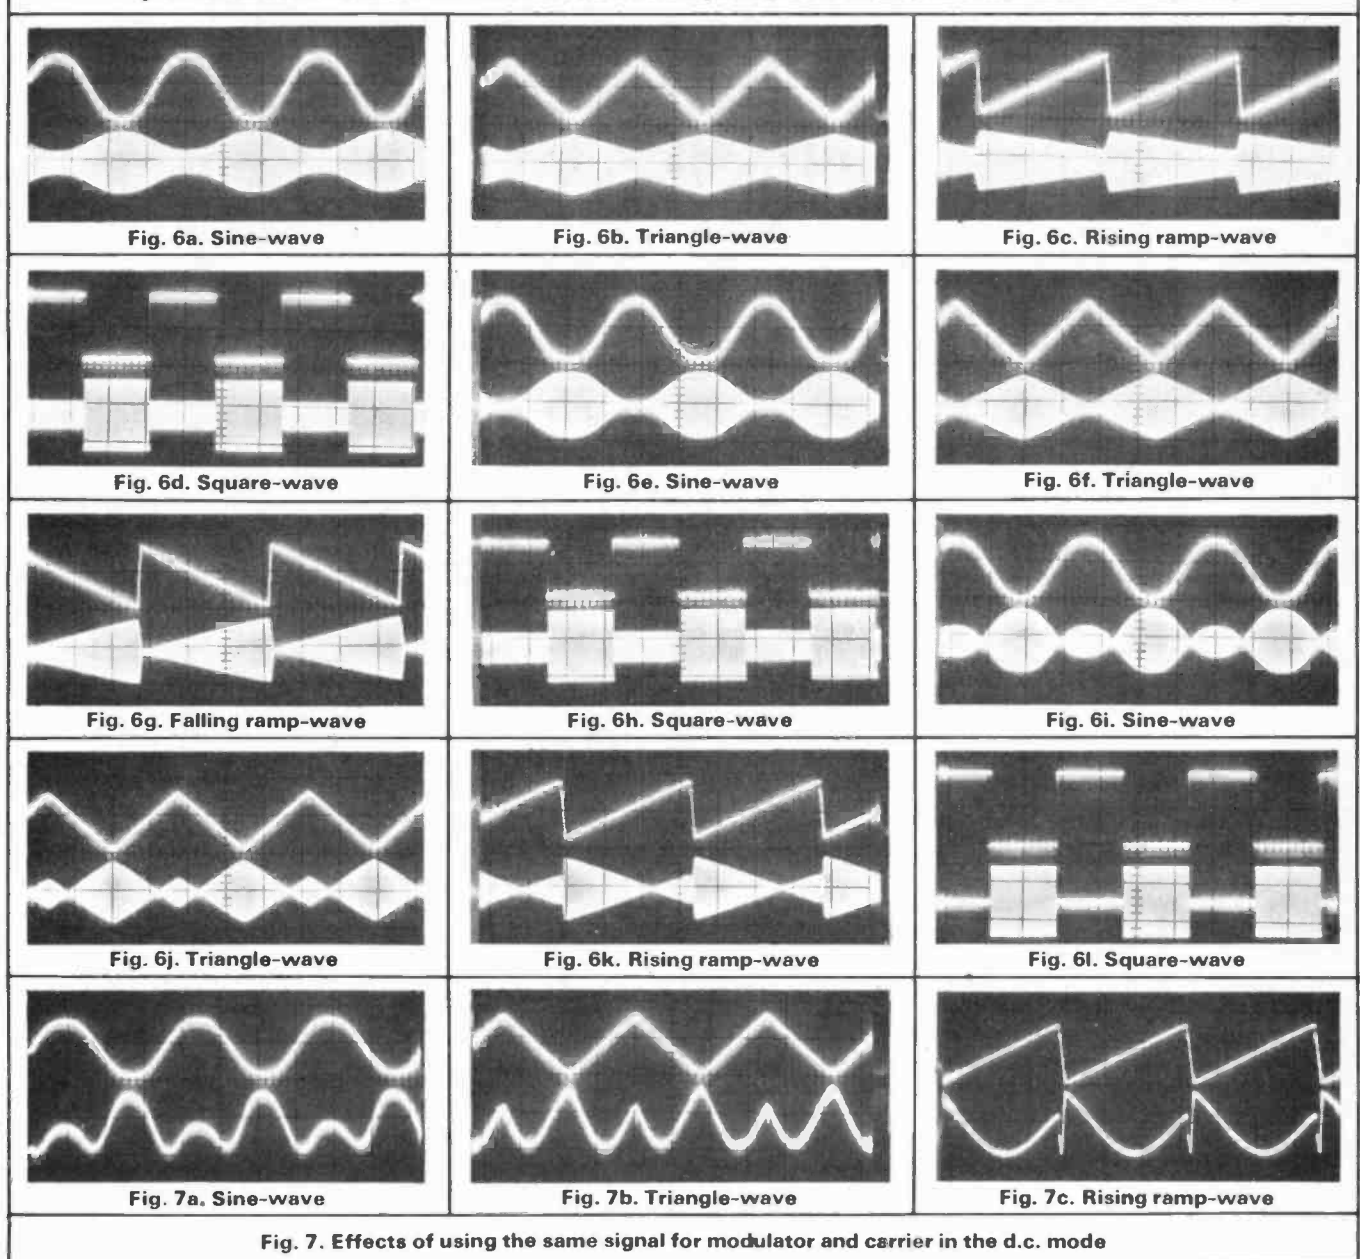 Fig. 6a. Sine-wave
Fig. 6b. Triangle-wave
Fig. 6c. Rising ramp-wave
Fig. 6d. Square-wave
Fig. 6e. Sine-wave
Fig. 6f. Triangle-wave
Fig. 6g. Falling ramp-wave
Fig. 6h. Square-wave
Fig. 6i. Sine-wave
Fig. 6j. Triangle-wave
Fig. 6k. Rising ramp-wave
Fig. 6l. Square-wave
Fig. 7a. Sine-wave
Fig. 7b. Triangle-wave
Fig. 7c. Rising ramp-wave
Fig. 7. Effects of using the same signal for modulator and carrier in the d.c. mode